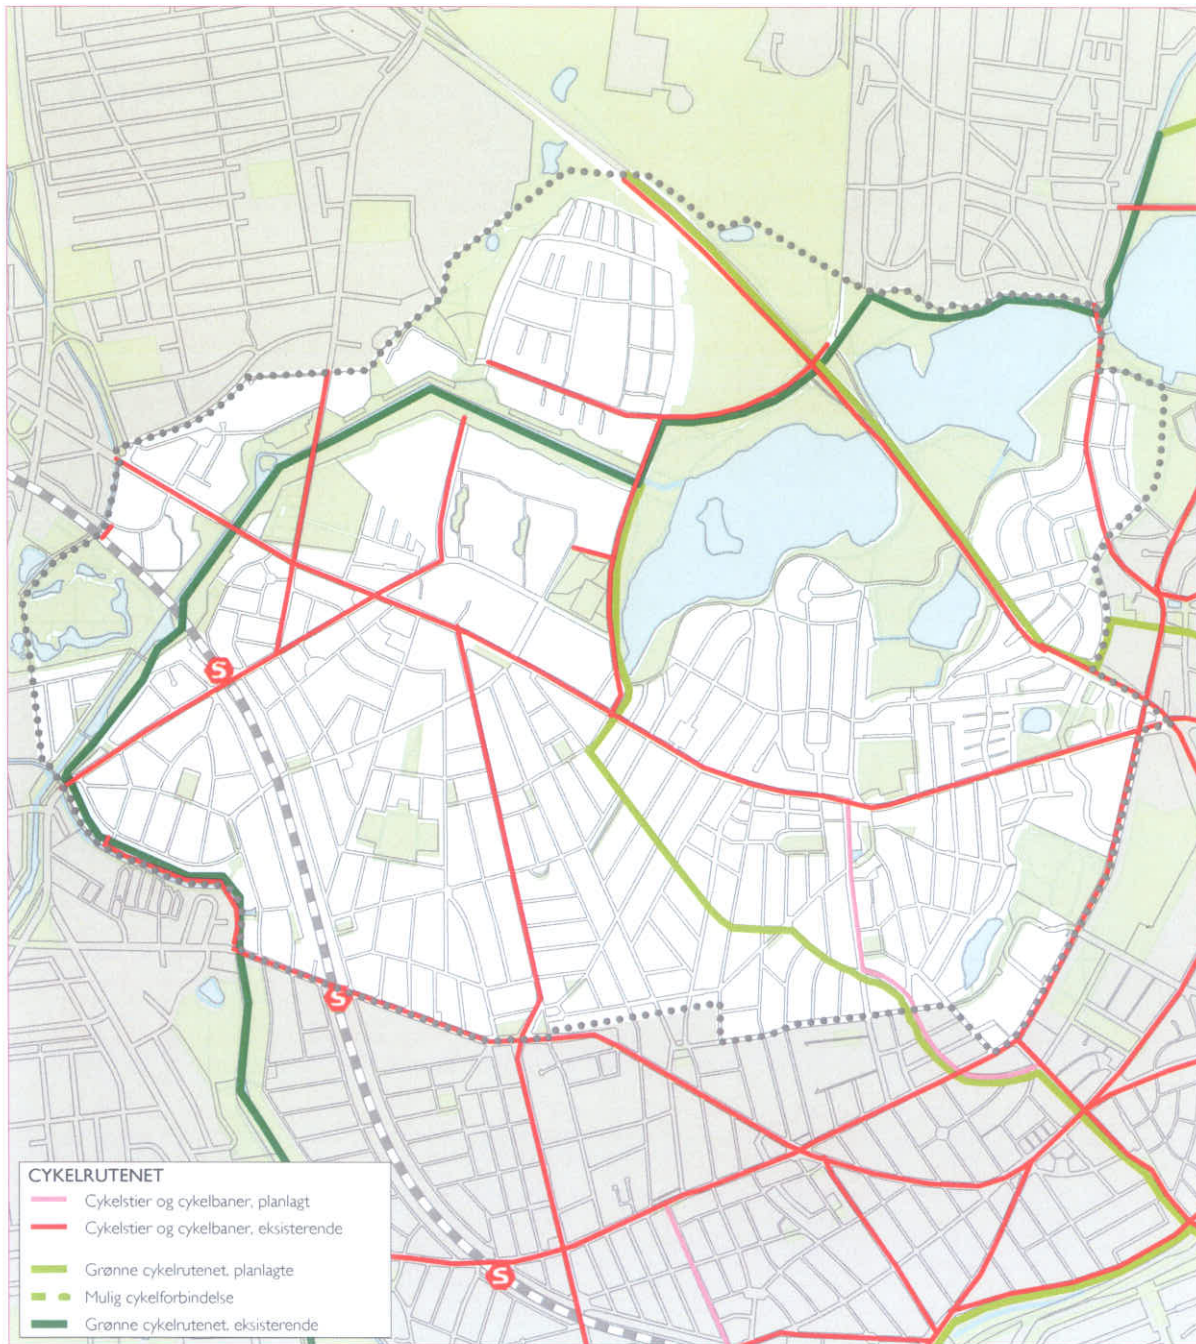 S
S
S
CYKELRUTENET
Cykelstier og cykelbaner, planlagt
Cykelstier og cykelbaner, eksisterende
Grønne cykelrutenet, planlagte
Mulig cykelforbindelse
Grønne cykelrutenet, eksisterende